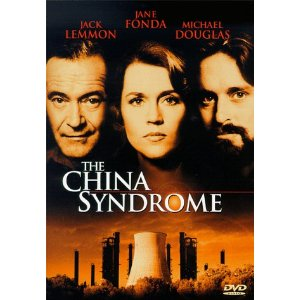 JACK
LEMMON
JANE
FONDA
MICHAEL
DOUGLAS
THE
CHINA
SYNDROME
DVD